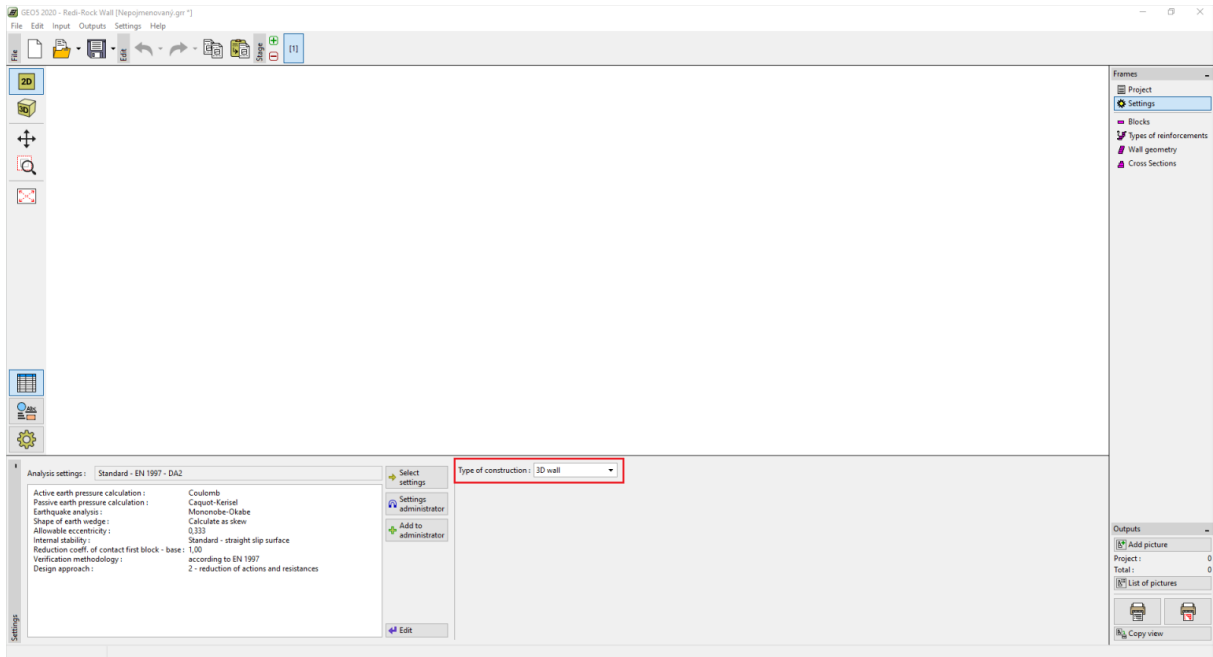 GEO5 2020 - Redi-Rock Wall [Nepojmenovaný.grr *]
File Edit Input Outputs Settings Help
File
Edit
Stage
[1]
2D
3D
ABC
Frames
Project
Settings
Blocks
Types of reinforcements
Wall geometry
Cross Sections
Settings
Analysis settings : Standard - EN 1997 - DA2
Active earth pressure calculation : Coulomb
Passive earth pressure calculation : Caquot-Kerisel
Earthquake analysis : Mononobe-Okabe
Shape of earth wedge : Calculate as skew
Allowable eccentricity : 0,333
Internal stability : Standard - straight slip surface
Reduction coeff. of contact first block - base : 1,00
Verification methodology : according to EN 1997
Design approach : 2 - reduction of actions and resistances
Select
settings
Settings
administrator
Add to
administrator
Edit
Type of construction : 3D wall
Outputs
Add picture
Project : 0
Total : 0
List of pictures
Copy view